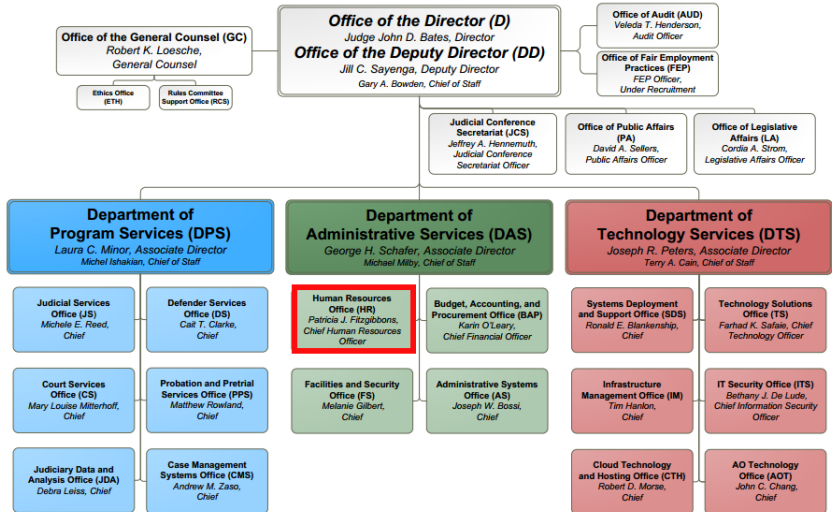 Office of the General Counsel (GC)
Robert K. Loesche,
General Counsel
Ethics Office
(ETH)
Rules Committee
Support Office (RCS)
Office of the Director (D)
Judge John D. Bates, Director
Office of the Deputy Director (DD)
Jill C. Sayenga, Deputy Director
Gary A. Bowden, Chief of Staff
Office of Audit (AUD)
Veleda T. Henderson,
Audit Officer
Office of Fair Employment
Practices (FEP)
FEP Officer,
Under Recruitment
Judicial Conference
Secretariat (JCS)
Jeffrey A. Hennemuth,
Judicial Conference
Secretariat Officer
Office of Public Affairs
(PA)
David A. Sellers,
Public Affairs Officer
Office of Legislative
Affairs (LA)
Cordia A. Strom,
Legislative Affairs Officer
Department of
Program Services (DPS)
Laura C. Minor, Associate Director
Michel Ishakian, Chief of Staff
Department of
Administrative Services (DAS)
George H. Schafer, Associate Director
Michael Milby, Chief of Staff
Department of
Technology Services (DTS)
Joseph R. Peters, Associate Director
Terry A. Cain, Chief of Staff
Judicial Services
Office (JS)
Michele E. Reed,
Chief
Defender Services
Office (DS)
Cait T. Clarke,
Chief
Human Resources
Office (HR)
Patricia J. Fitzgibbons,
Chief Human Resources
Officer
Budget, Accounting, and
Procurement Office (BAP)
Karin O'Leary,
Chief Financial Officer
Systems Deployment
and Support Office (SDS)
Ronald E. Blankenship,
Chief
Technology Solutions
Office (TS)
Farhad K. Safaie, Chief
Technology Officer
Court Services
Office (CS)
Mary Louise Mitterhoff,
Chief
Probation and Pretrial
Services Office (PPS)
Matthew Rowland,
Chief
Facilities and Security
Office (FS)
Melanie Gilbert,
Chief
Administrative Systems
Office (AS)
Joseph W. Bossi,
Chief
Infrastructure
Management Office (IM)
Tim Hanlon,
Chief
IT Security Office (ITS)
Bethany J. De Lude,
Chief Information Security
Officer
Judiciary Data and
Analysis Office (JDA)
Debra Leiss, Chief
Case Management
Systems Office (CMS)
Andrew M. Zaso,
Chief
Cloud Technology
and Hosting Office (CTH)
Robert D. Morse,
Chief
AO Technology
Office (AOT)
John C. Chang,
Chief